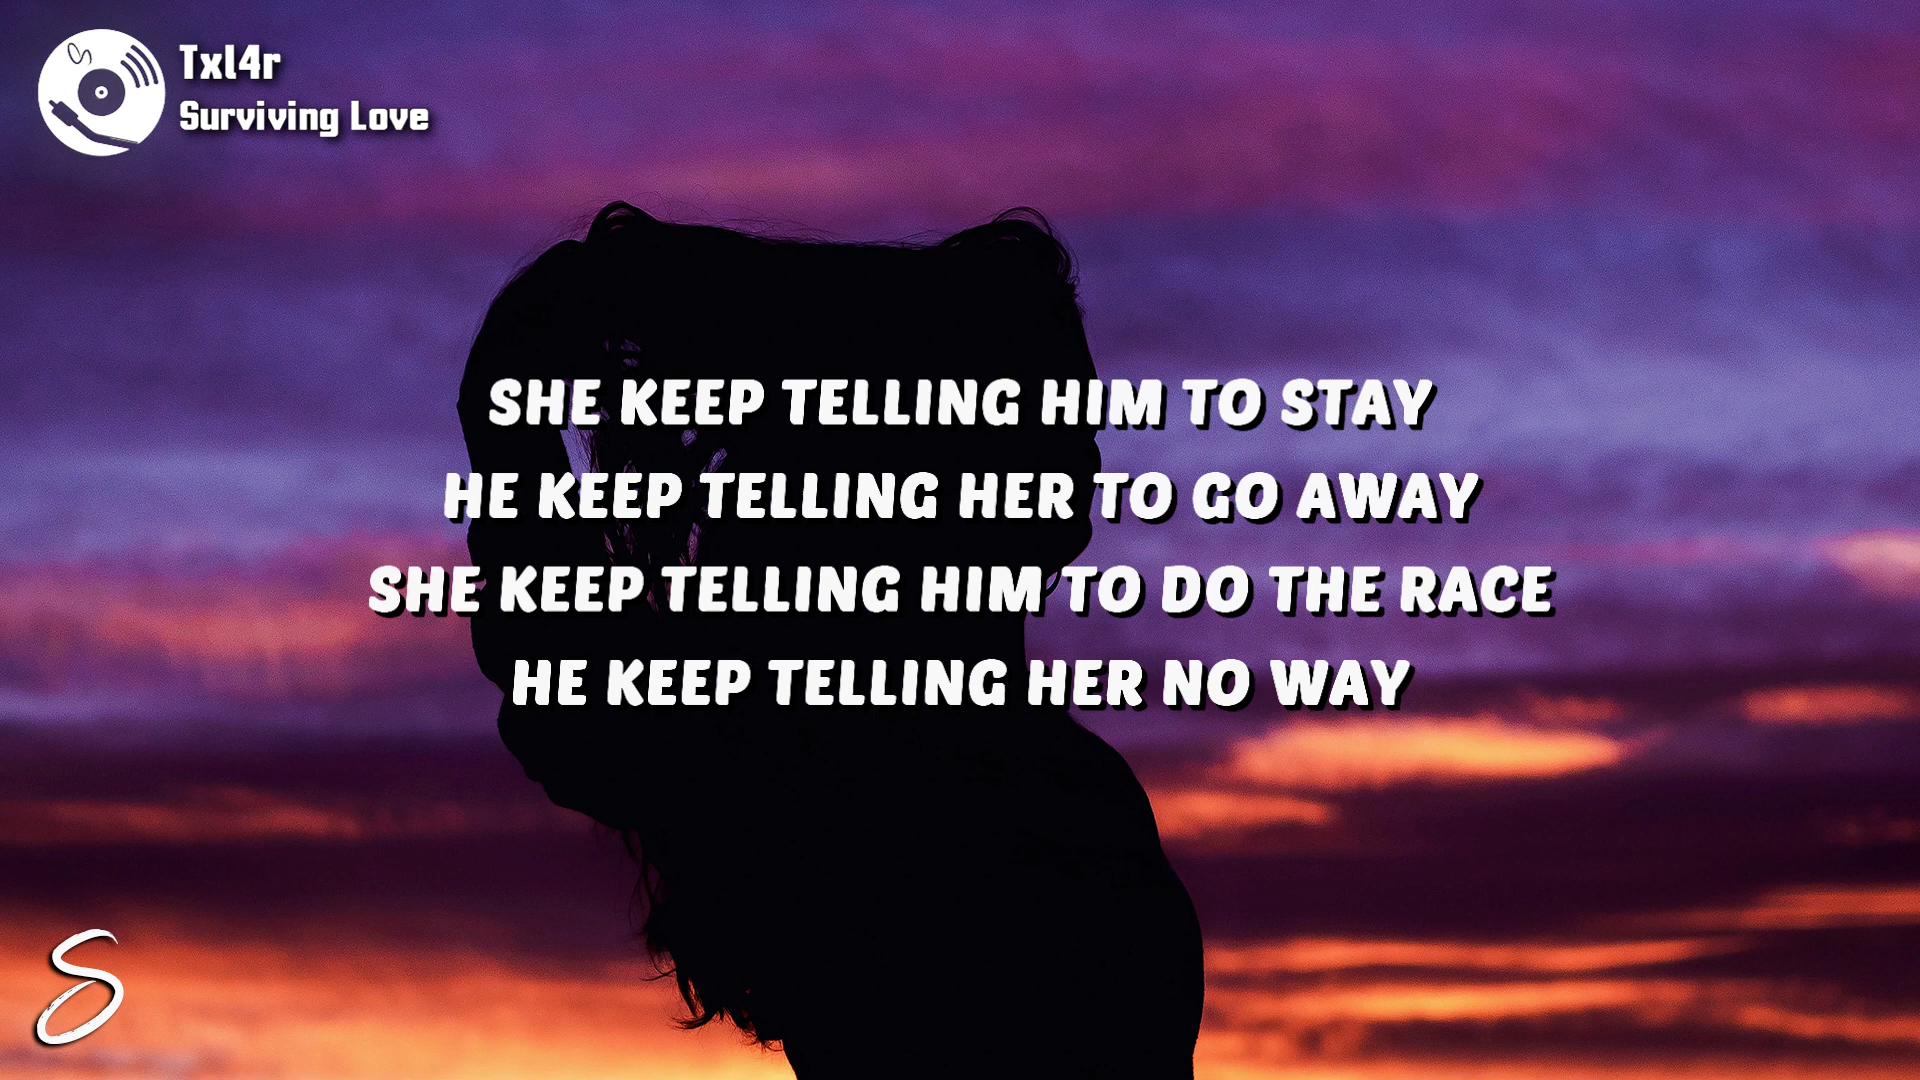 Txl4r
Surviving Love
SHE KEEP TELLING HIM TO STAY
HE KEEP TELLING HER TO GO AWAY
SHE KEEP TELLING HIM TO DO THE RACE
HE KEEP TELLING HER NO WAY
S